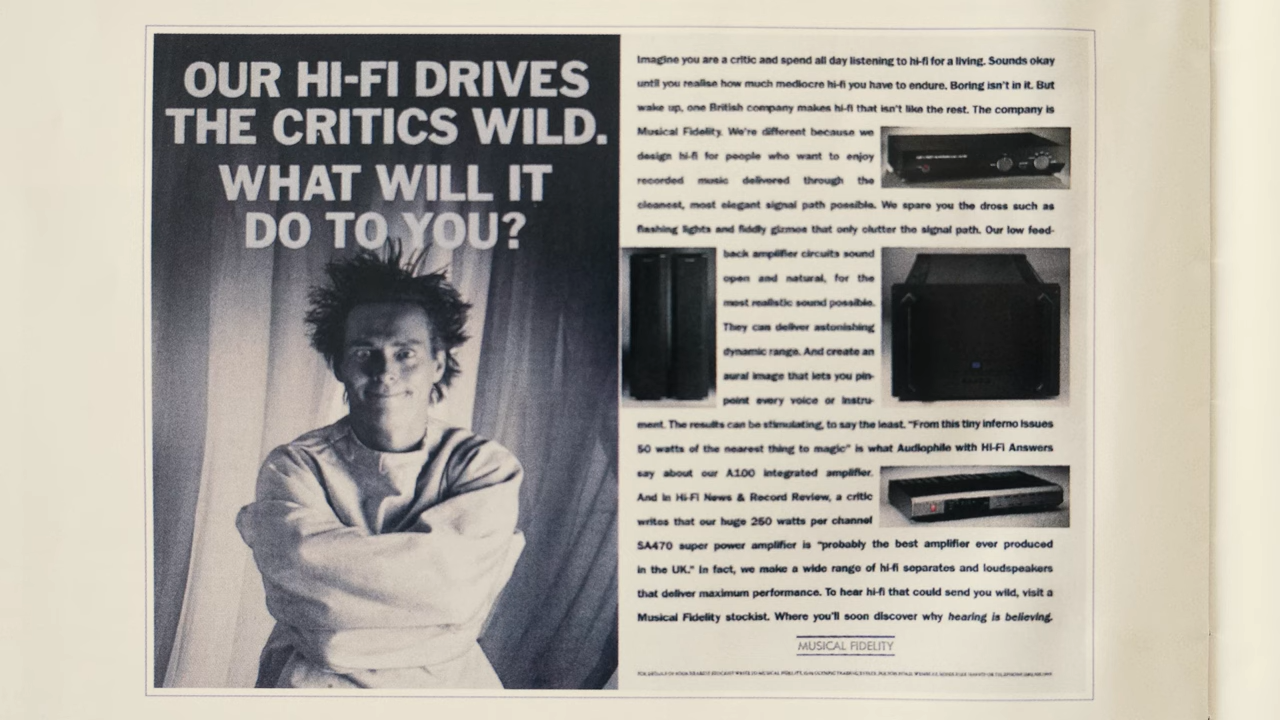 OUR HI-FI DRIVES
THE CRITICS WILD.
WHAT WILL IT
DO TO YOU?
Imagine you are a critic and spend all day listening to hi-fi for a living. Sounds okay
until you realise how much mediocre hi-fi you have to endure. Boring isn't in it. But
wake up, one British company makes hi-fi that isn't like the rest. The company is
Musical Fidelity. We're different because we
design hi-fi for people who want to enjoy
recorded music delivered through the
cleanest, most elegant signal path possible. We spare you the dross such as
flashing lights and fiddly gizmos that only clutter the signal path. Our low feed-
back amplifier circuits sound
open and natural, for the
most realistic sound possible.
They can deliver astonishing
dynamic range. And create an
aural image that lets you pin-
point every voice or instru-
ment. The results can be stimulating, to say the least. "From this tiny inferno issues
50 watts of the nearest thing to magic" is what Audiophile with Hi-Fi Answers
say about our A100 integrated amplifier.
And in Hi-Fi News & Record Review, a critic
writes that our huge 250 watts per channel
SA470 super power amplifier is "probably the best amplifier ever produced
in the UK." In fact, we make a wide range of hi-fi separates and loudspeakers
that deliver maximum performance. To hear hi-fi that could send you wild, visit a
Musical Fidelity stockist. Where you'll soon discover why hearing is believing.
MUSICAL FIDELITY